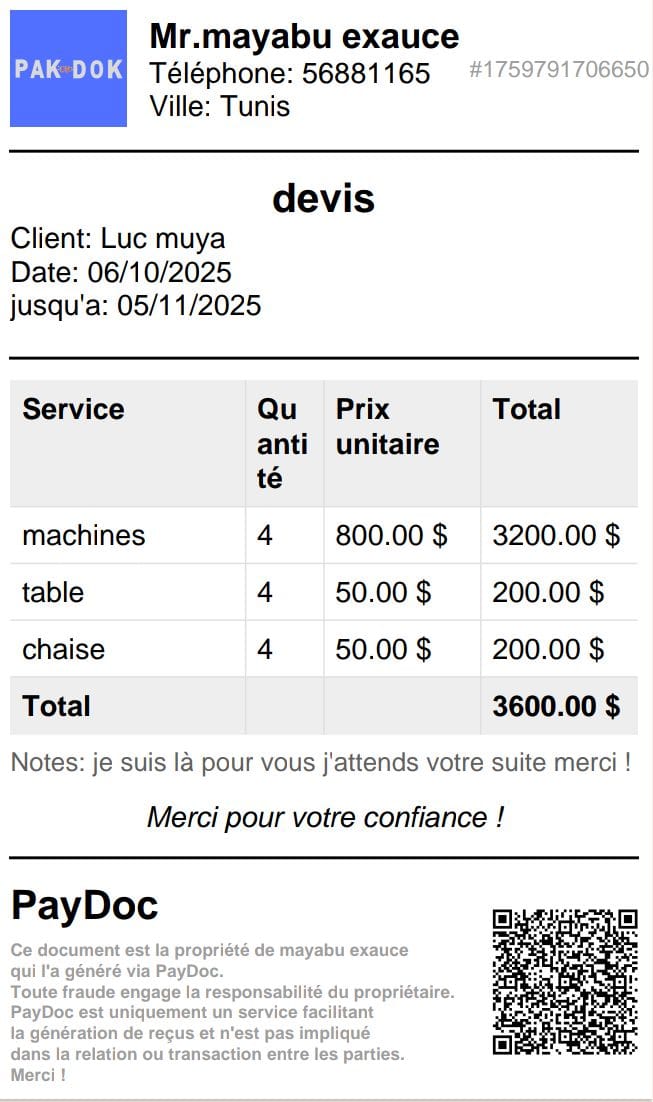 PAK DOK
Mr.mayabu exauce
Téléphone: 56881165
#1759791706650
Ville: Tunis
devis
Client: Luc muya
Date: 06/10/2025
jusqu'a: 05/11/2025
Service Quantité Prix unitaire Total
machines 4 800.00 $ 3200.00 $
table 4 50.00 $ 200.00 $
chaise 4 50.00 $ 200.00 $
Total 3600.00 $
Notes: je suis là pour vous j'attends votre suite merci !
Merci pour votre confiance !
PayDoc
Ce document est la propriété de mayabu exauce
qui l'a généré via PayDoc.
Toute fraude engage la responsabilité du propriétaire.
PayDoc est uniquement un service facilitant
la génération de reçus et n'est pas impliqué
dans la relation ou transaction entre les parties.
Merci !